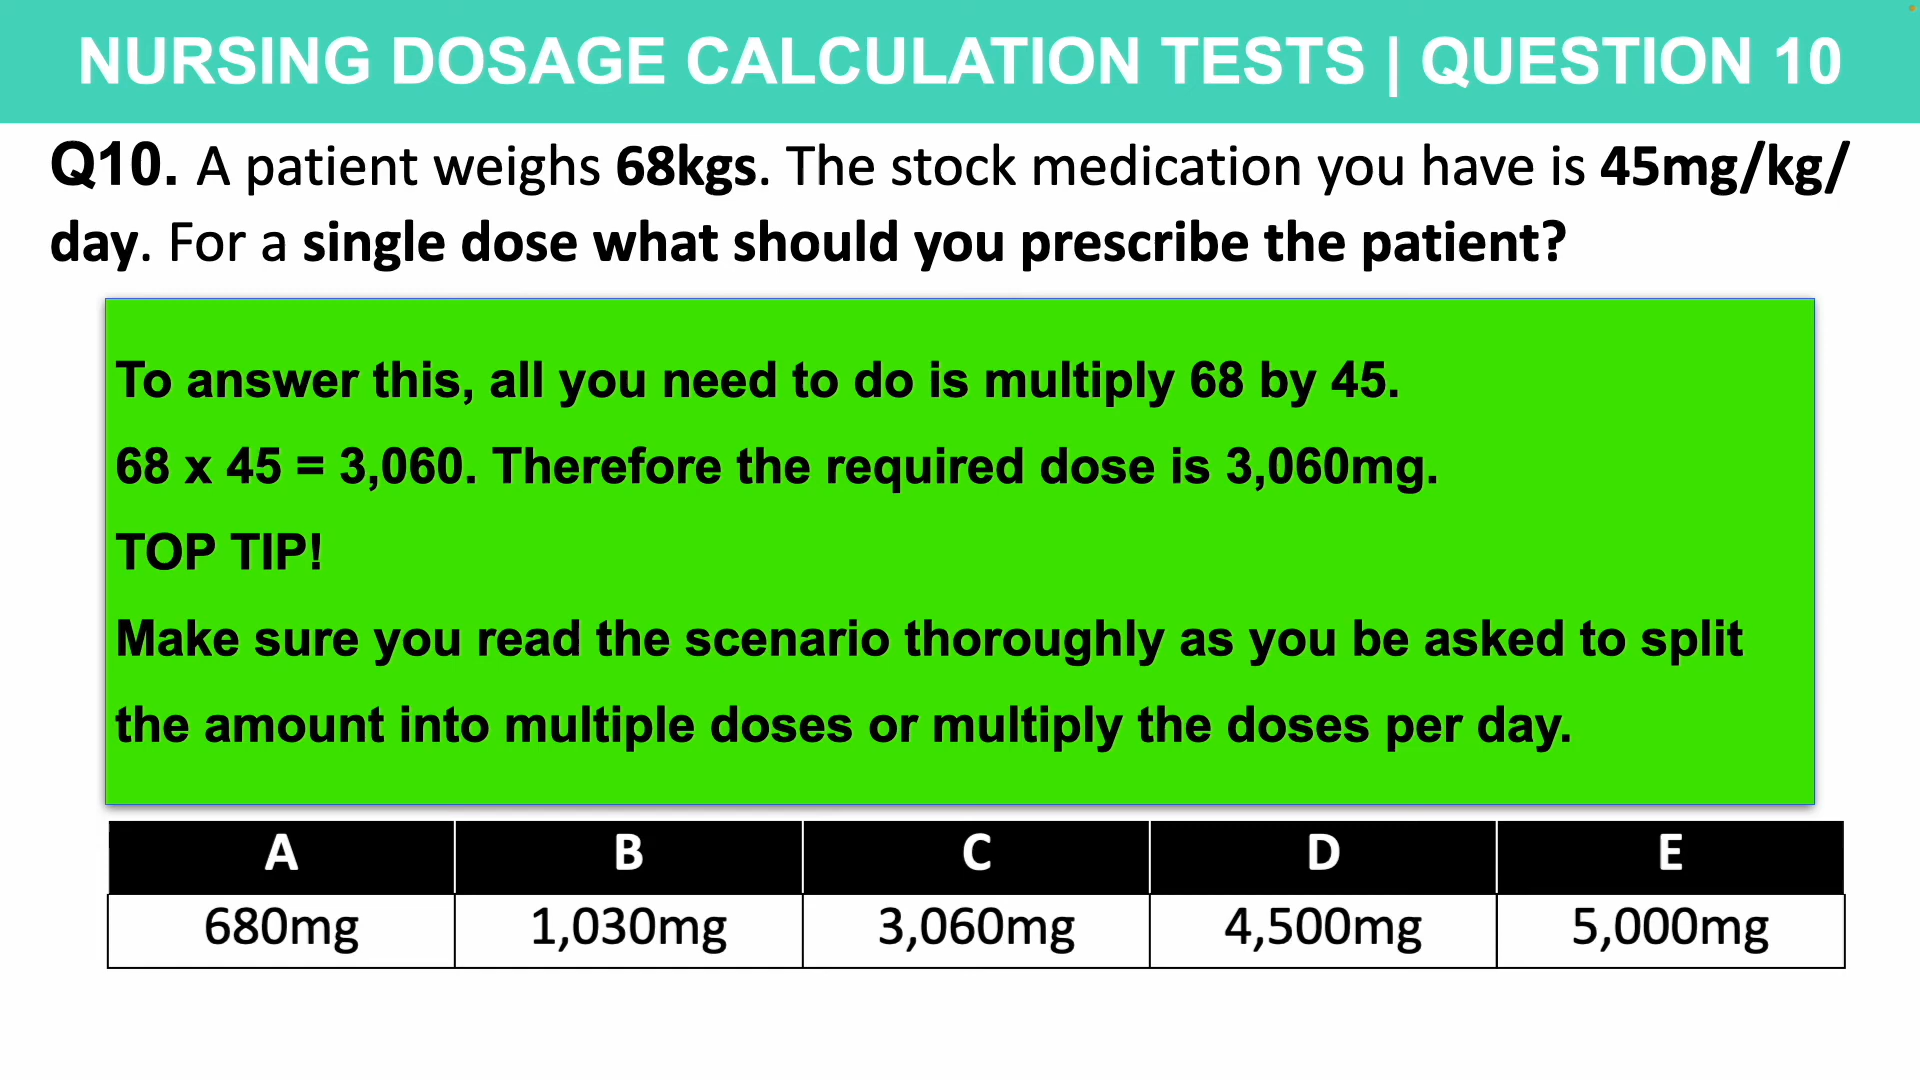 NURSING DOSAGE CALCULATION TESTS | QUESTION 10
Q10. A patient weighs 68kgs. The stock medication you have is 45mg/kg/
day. For a single dose what should you prescribe the patient?
To answer this, all you need to do is multiply 68 by 45.
68 x 45 = 3,060. Therefore the required dose is 3,060mg.
TOP TIP!
Make sure you read the scenario thoroughly as you be asked to split
the amount into multiple doses or multiply the doses per day.
A B C D E
680mg 1,030mg 3,060mg 4,500mg 5,000mg